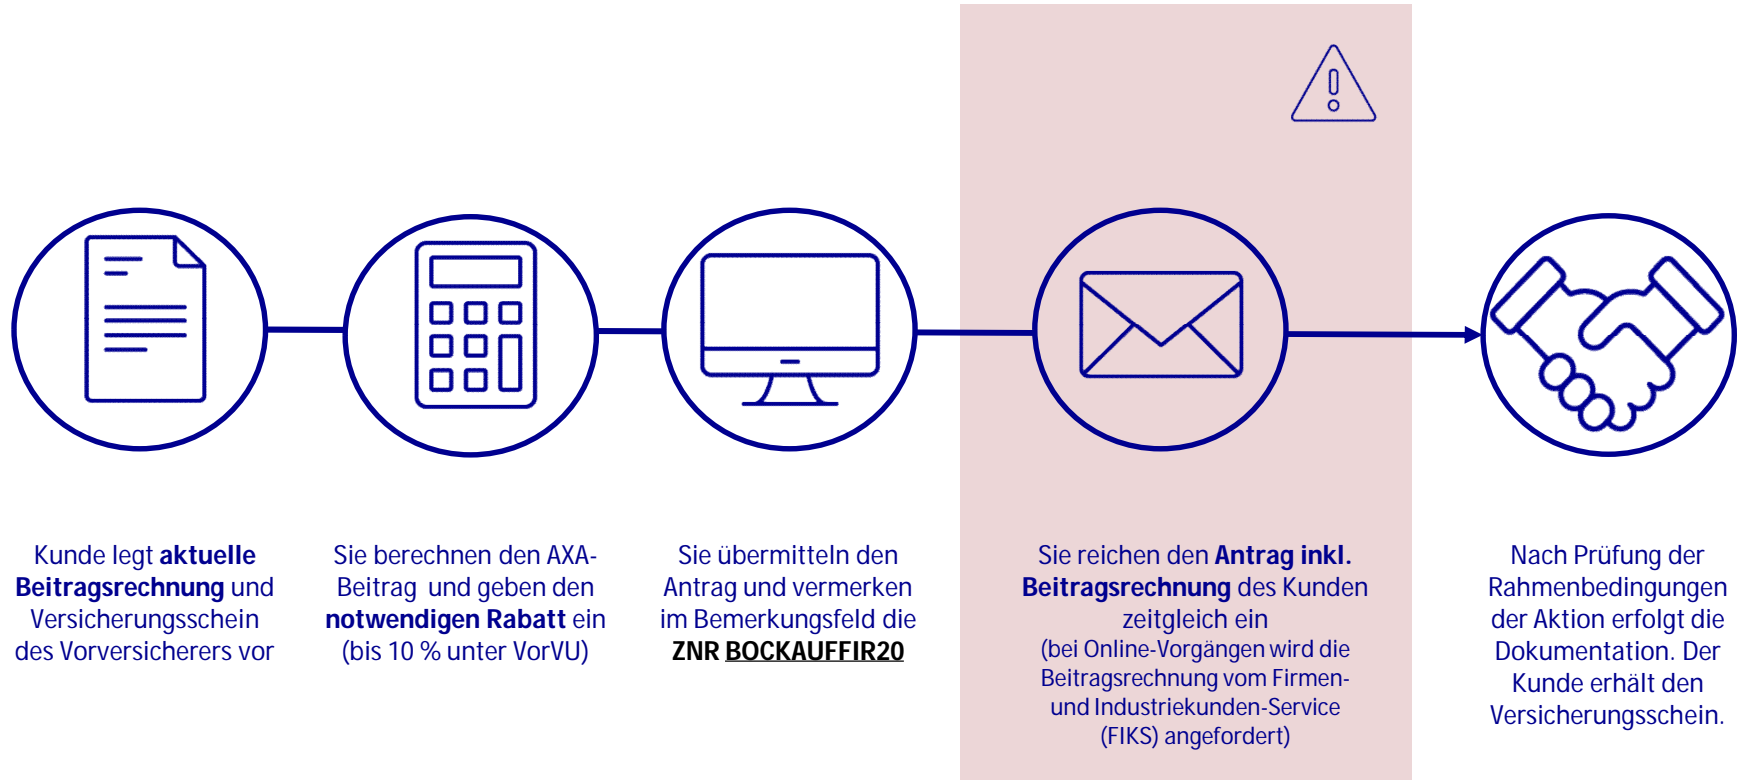 Kunde legt aktuelle
Beitragsrechnung und
Versicherungsschein
des Vorversicherers vor
Sie berechnen den AXA-
Beitrag und geben den
notwendigen Rabatt ein
(bis 10 % unter VorVU)
Sie übermitteln den
Antrag und vermerken
im Bemerkungsfeld die
ZNR BOCKAUFFIR20
Sie reichen den Antrag inkl.
Beitragsrechnung des Kunden
zeitgleich ein
(bei Online-Vorgängen wird die
Beitragsrechnung vom Firmen-
und Industriekunden-Service
(FIKS) angefordert)
Nach Prüfung der
Rahmenbedingungen
der Aktion erfolgt die
Dokumentation. Der
Kunde erhält den
Versicherungsschein.